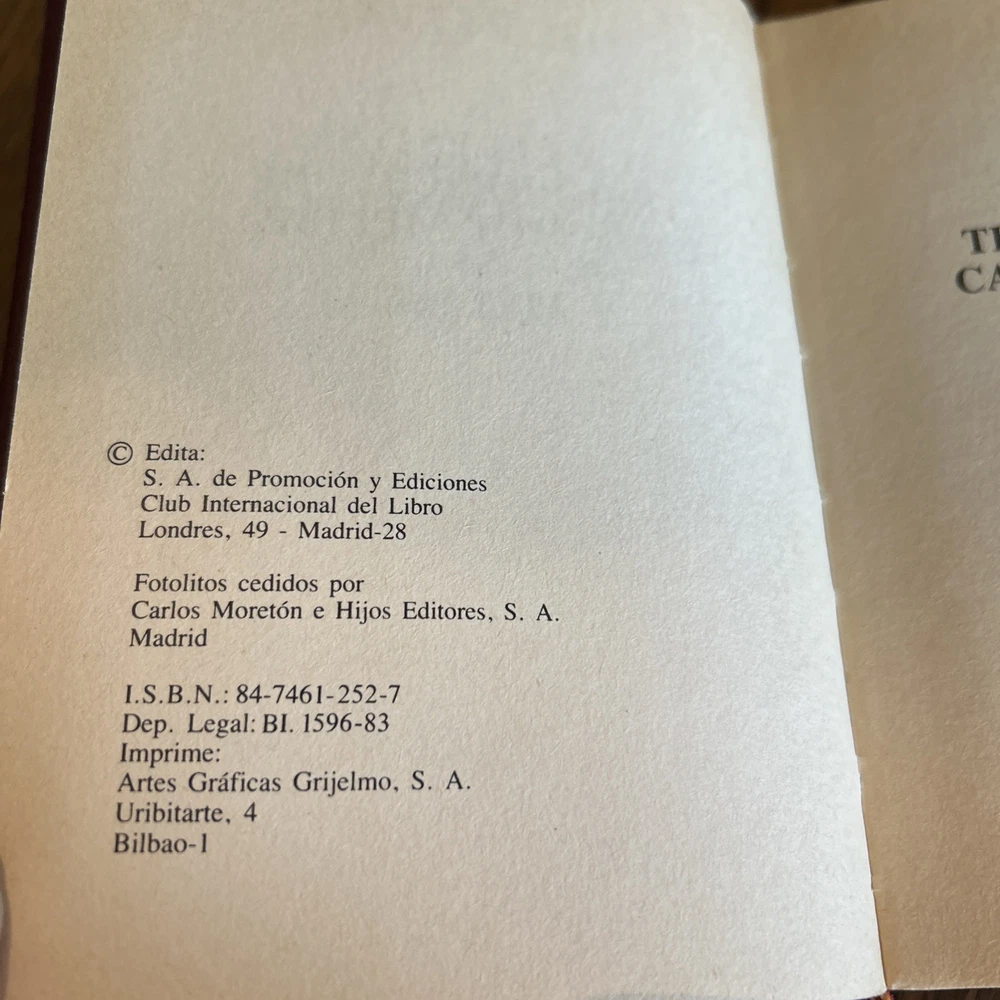 © Edita:
S. A. de Promoción y Ediciones
Club Internacional del Libro
Londres, 49 - Madrid-28
Fotolitos cedidos por
Carlos Moretón e Hijos Editores, S. A.
Madrid
I.S.B.N.: 84-7461-252-7
Dep. Legal: BI. 1596-83
Imprime:
Artes Gráficas Grijelmo, S. A.
Uribitarte, 4
Bilbao-1